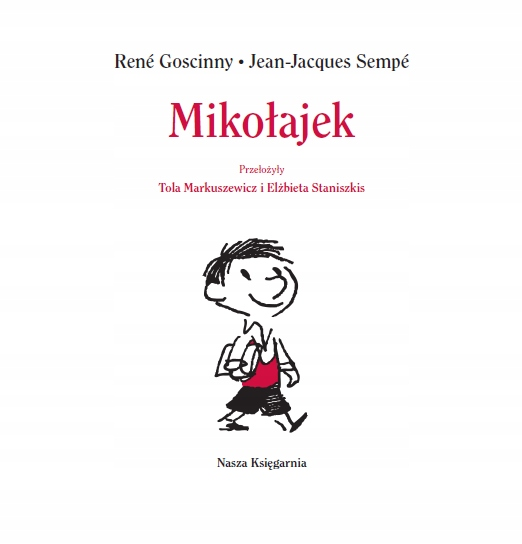 René Goscinny • Jean-Jacques Sempé
Mikołajek
Przełożyły
Tola Markuszewicz i Elżbieta Staniszkis
Nasza Księgarnia